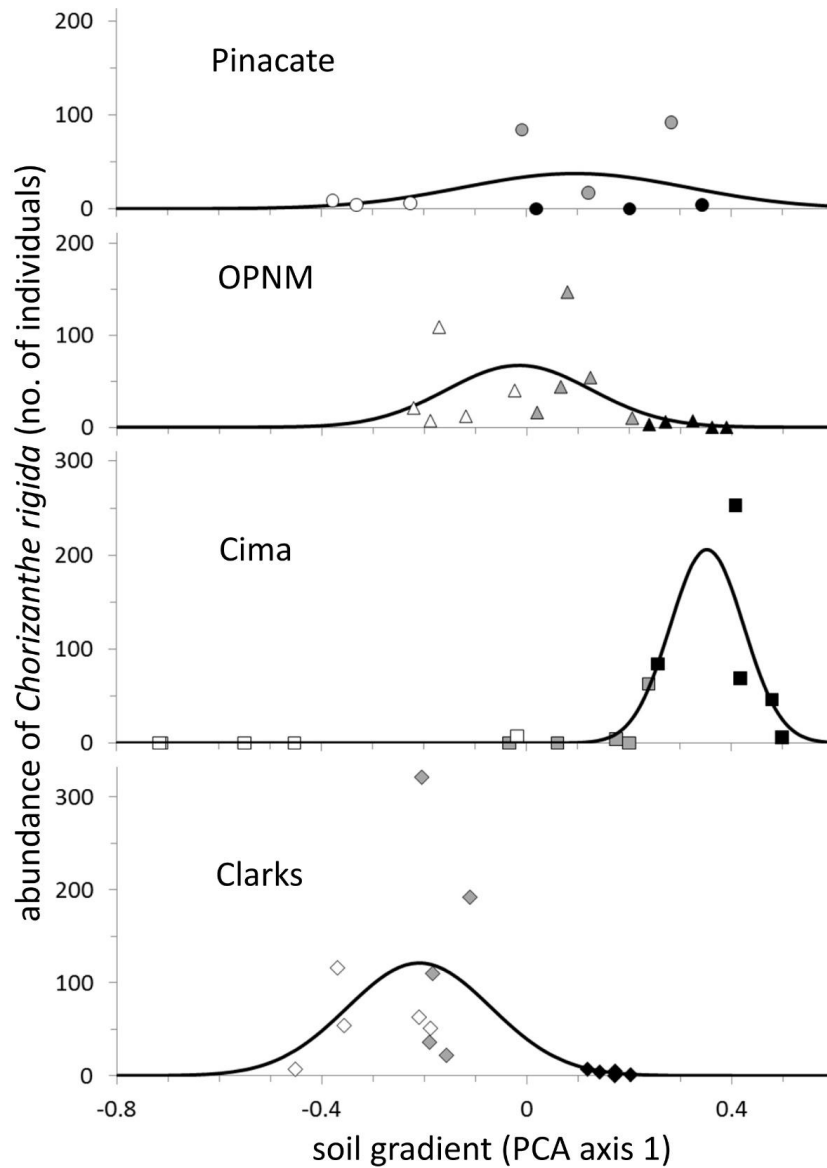 abundance of Chorizanthe rigida (no. of individuals)
200
Pinacate
100
0
200
OPNM
100
0
300
Cima
200
100
0
300
Clarks
200
100
0
-0.8 -0.4 0 0.4
soil gradient (PCA axis 1)